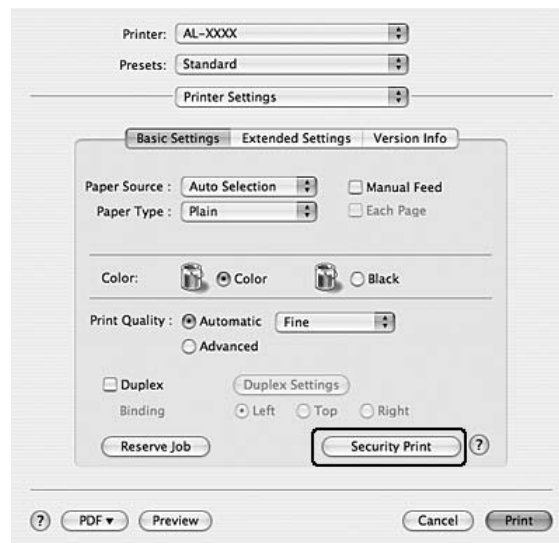 Printer: AL-XXXX
Presets: Standard
Printer Settings
Basic Settings Extended Settings Version Info
Paper Source : Auto Selection Manual Feed
Paper Type : Plain Each Page
Color: Color Black
Print Quality : Automatic Fine
Advanced
Duplex Duplex Settings
Binding Left Top Right
Reserve Job Security Print ?
? PDF ▼ Preview Cancel Print